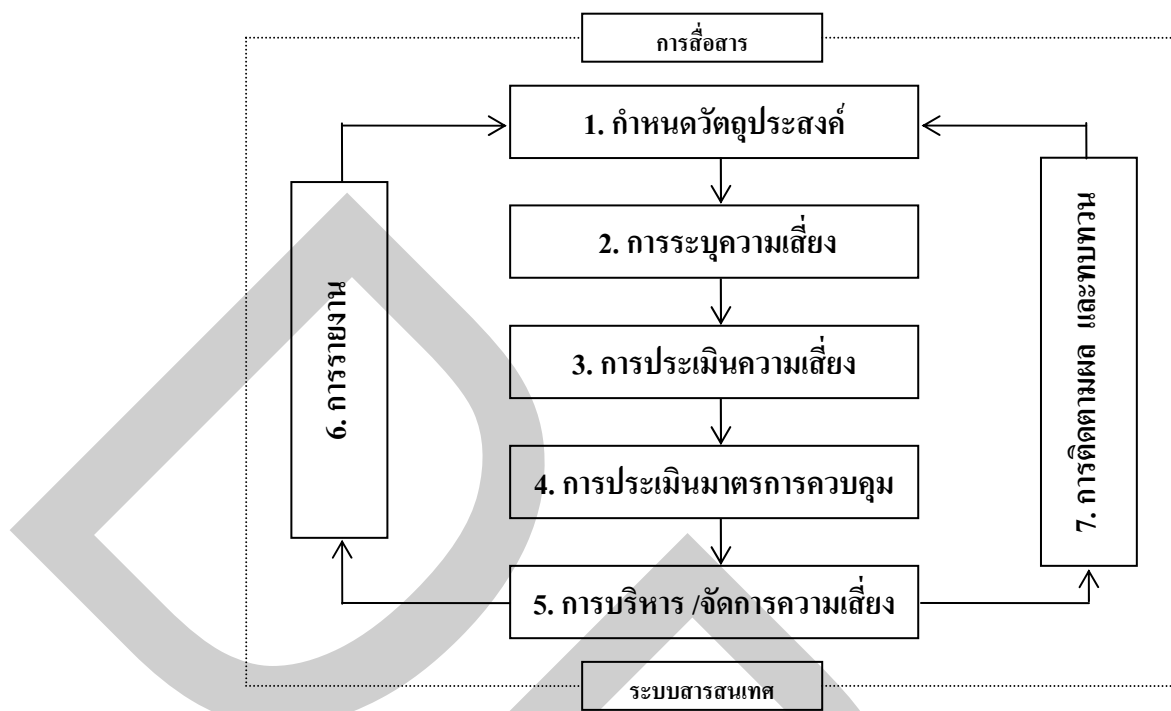 การสื่อสาร
1. กำหนดวัตถุประสงค์
2. การระบุความเสี่ยง
3. การประเมินความเสี่ยง
4. การประเมินมาตรการควบคุม
5. การบริหาร /จัดการความเสี่ยง
6. การรายงาน
7. การติดตามผล และทบทวน
ระบบสารสนเทศ